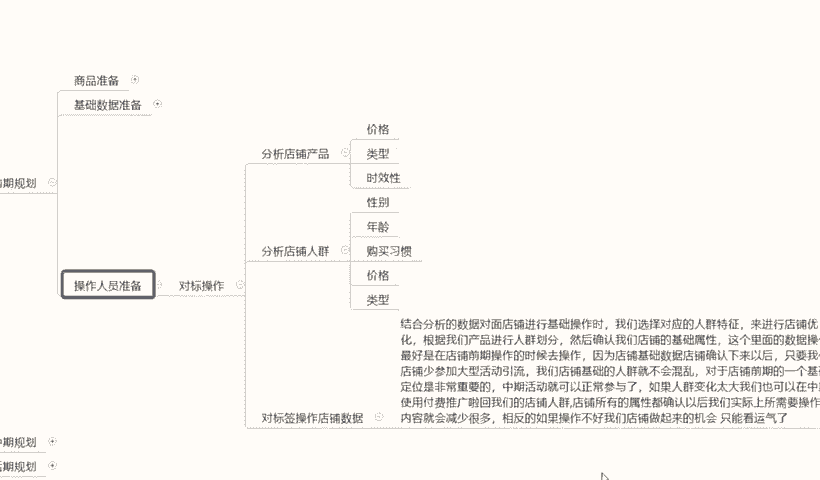 商品准备
基础数据准备
价格
分析店铺产品
类型
时效性
期规划
性别
年龄
分析店铺人群
购买习惯
价格
操作人员准备
对标操作
类型
结合分析的数据对面店铺进行基础操作时，我们选择对应的人群特征，来进行店铺优
化，根据我们产品进行人群划分，然后确认我们店铺的基础属性，这个里面的数据操
最好是在店铺前期操作的时候去操作，因为店铺基础数据店铺确认下来以后，只要我
店铺少参加大型活动引流，我们店铺基础的人群就不会混乱，对于店铺前期的一个基
定位是非常重要的，中期活动就可以正常参与了，如果人群变化太大我们也可以在中
使用付费推广啦回我们的店铺人群,店铺所有的属性都确认以后我们实际上所需要操作
对标签操作店铺数据
内容就会减少很多，相反的如果操作不好我们店铺做起来的机会 只能看运气了
期规划
期规划